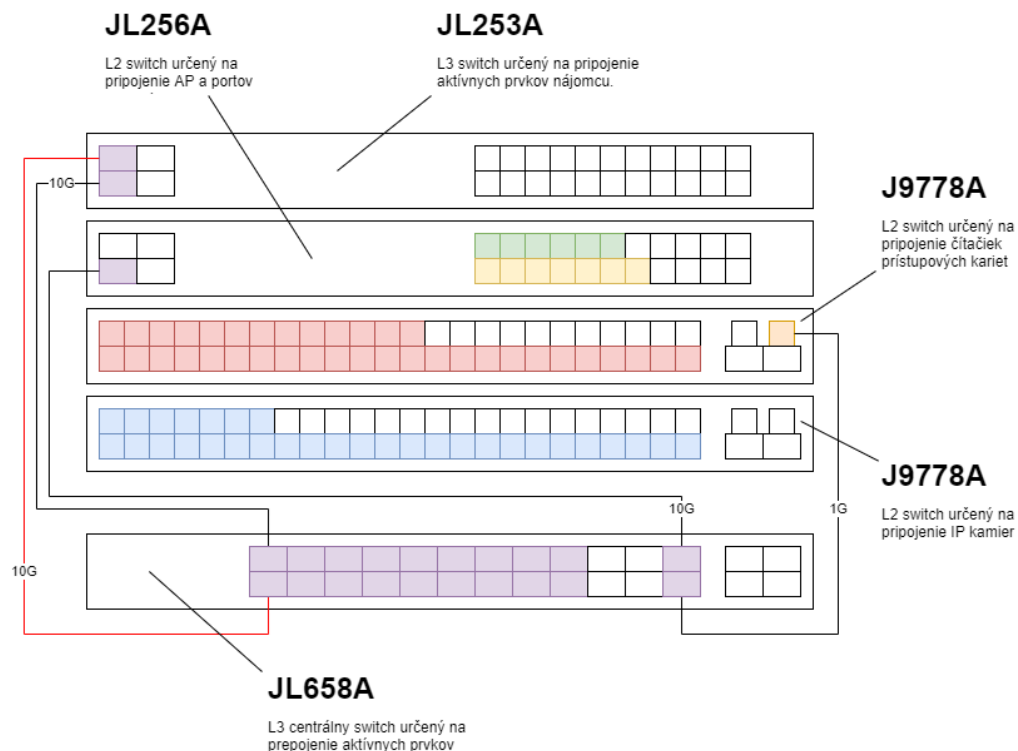 JL256A
L2 switch určený na
pripojenie AP a portov
JL253A
L3 switch určený na pripojenie
aktívnych prvkov nájomcu.
10G
J9778A
L2 switch určený na
pripojenie čítačiek
prístupových kariet
J9778A
L2 switch určený na
pripojenie IP kamier
10G
1G
10G
JL658A
L3 centrálny switch určený na
prepojenie aktívnych prvkov